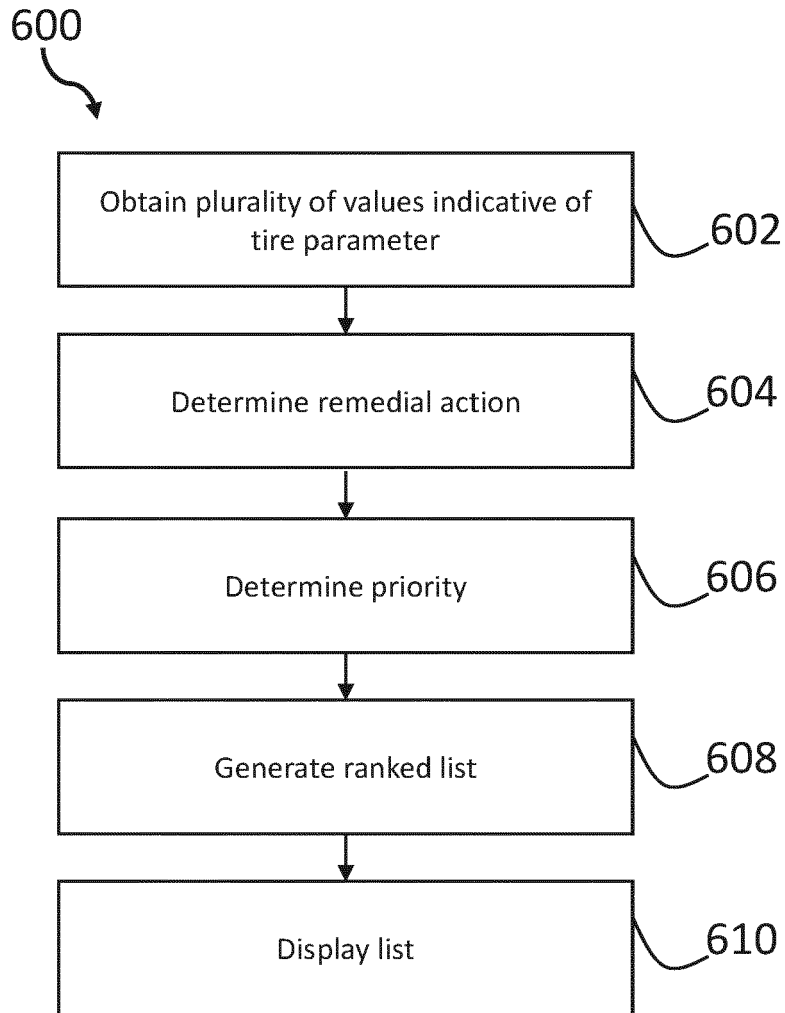 600
Obtain plurality of values indicative of
tire parameter
602
Determine remedial action
604
Determine priority
606
Generate ranked list
608
Display list
610